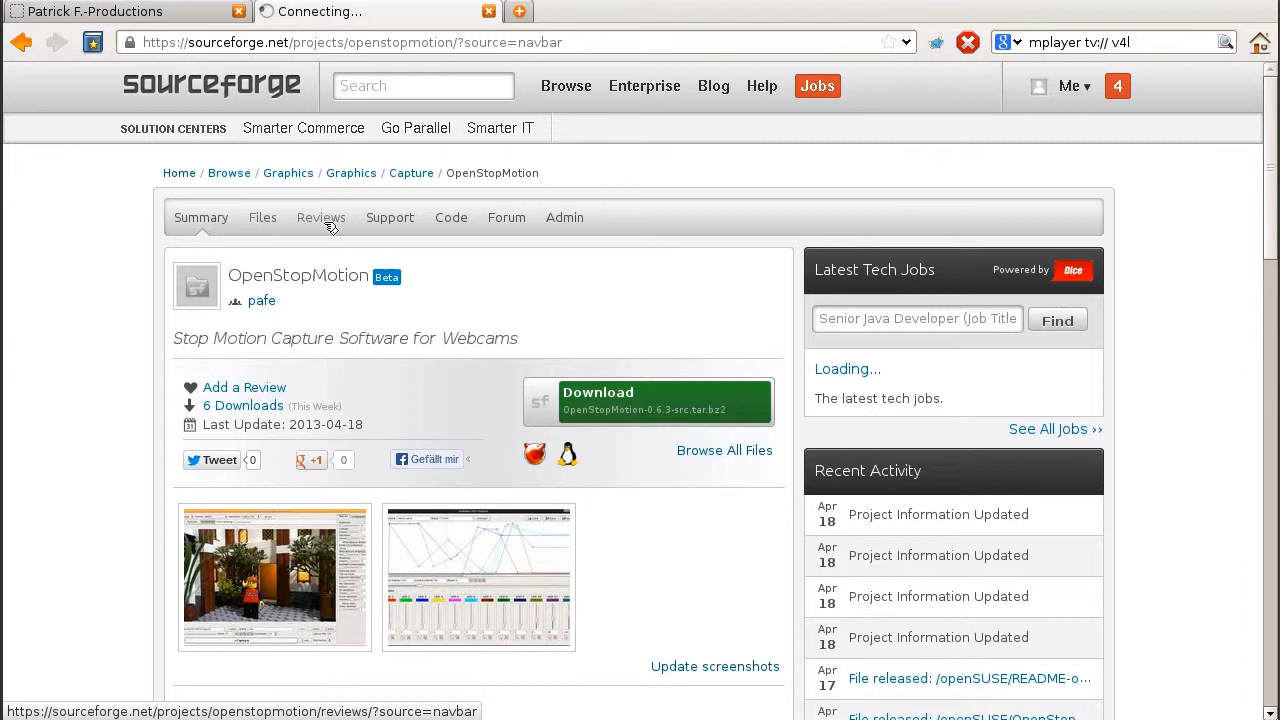 Patrick F.-Productions
Connecting...
https://sourceforge.net/projects/openstopmotion/?source=navbar
mplayer tv:// v4l
sourceforge
Search
Browse Enterprise Blog Help Jobs
Me ▾ 4
SOLUTION CENTERS Smarter Commerce Go Parallel Smarter IT
Home / Browse / Graphics / Graphics / Capture / OpenStopMotion
Summary Files Reviews Support Code Forum Admin
OpenStopMotion Beta
pafe
Stop Motion Capture Software for Webcams
Add a Review
6 Downloads (This Week)
Last Update: 2013-04-18
Tweet 0
g +1 0
Gefällt mir
sf
Download
OpenStopMotion-0.6.3-src.tar.bz2
Browse All Files
Update screenshots
Latest Tech Jobs Powered by Dice
Senior Java Developer (Job Title
Find
Loading...
The latest tech jobs.
See All Jobs ››
Recent Activity
Apr 18 Project Information Updated
Apr 18 Project Information Updated
Apr 18 Project Information Updated
Apr 18 Project Information Updated
Apr 17 File released: /openSUSE/README-o...
Apr File released: /openSUSE/OpenStop...
https://sourceforge.net/projects/openstopmotion/reviews/?source=navbar